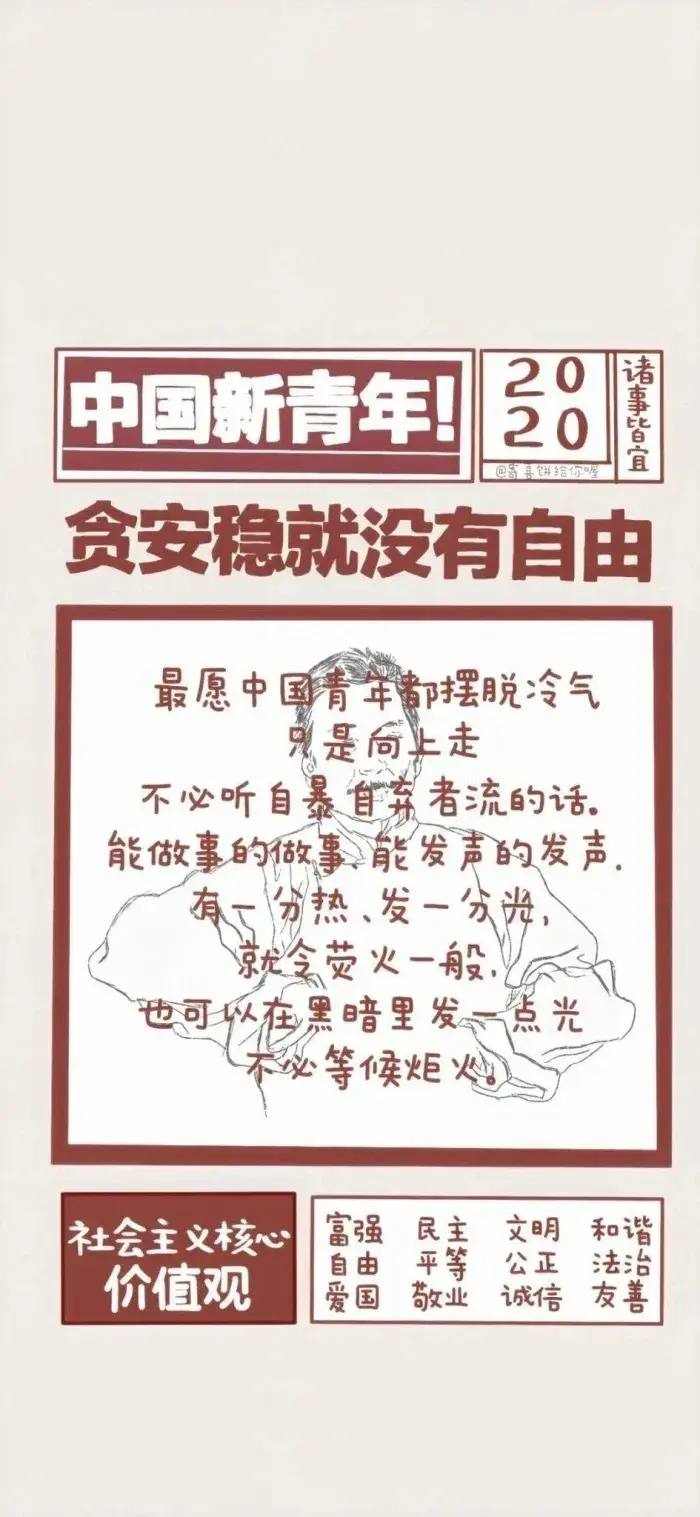 中国新青年!
20
20
诸事皆宜
@寄喜饼给你喔
贪安稳就没有自由
最愿中国青年都摆脱冷气
只是向上走
不必听自暴自弃者流的话。
能做事的做事、能发声的发声.
有一分热、发一分光,
就令萤火一般,
也可以在黑暗里发一点光
不必等候炬火。
社会主义核心
价值观
富强 民主 文明 和谐
自由 平等 公正 法治
爱国 敬业 诚信 友善